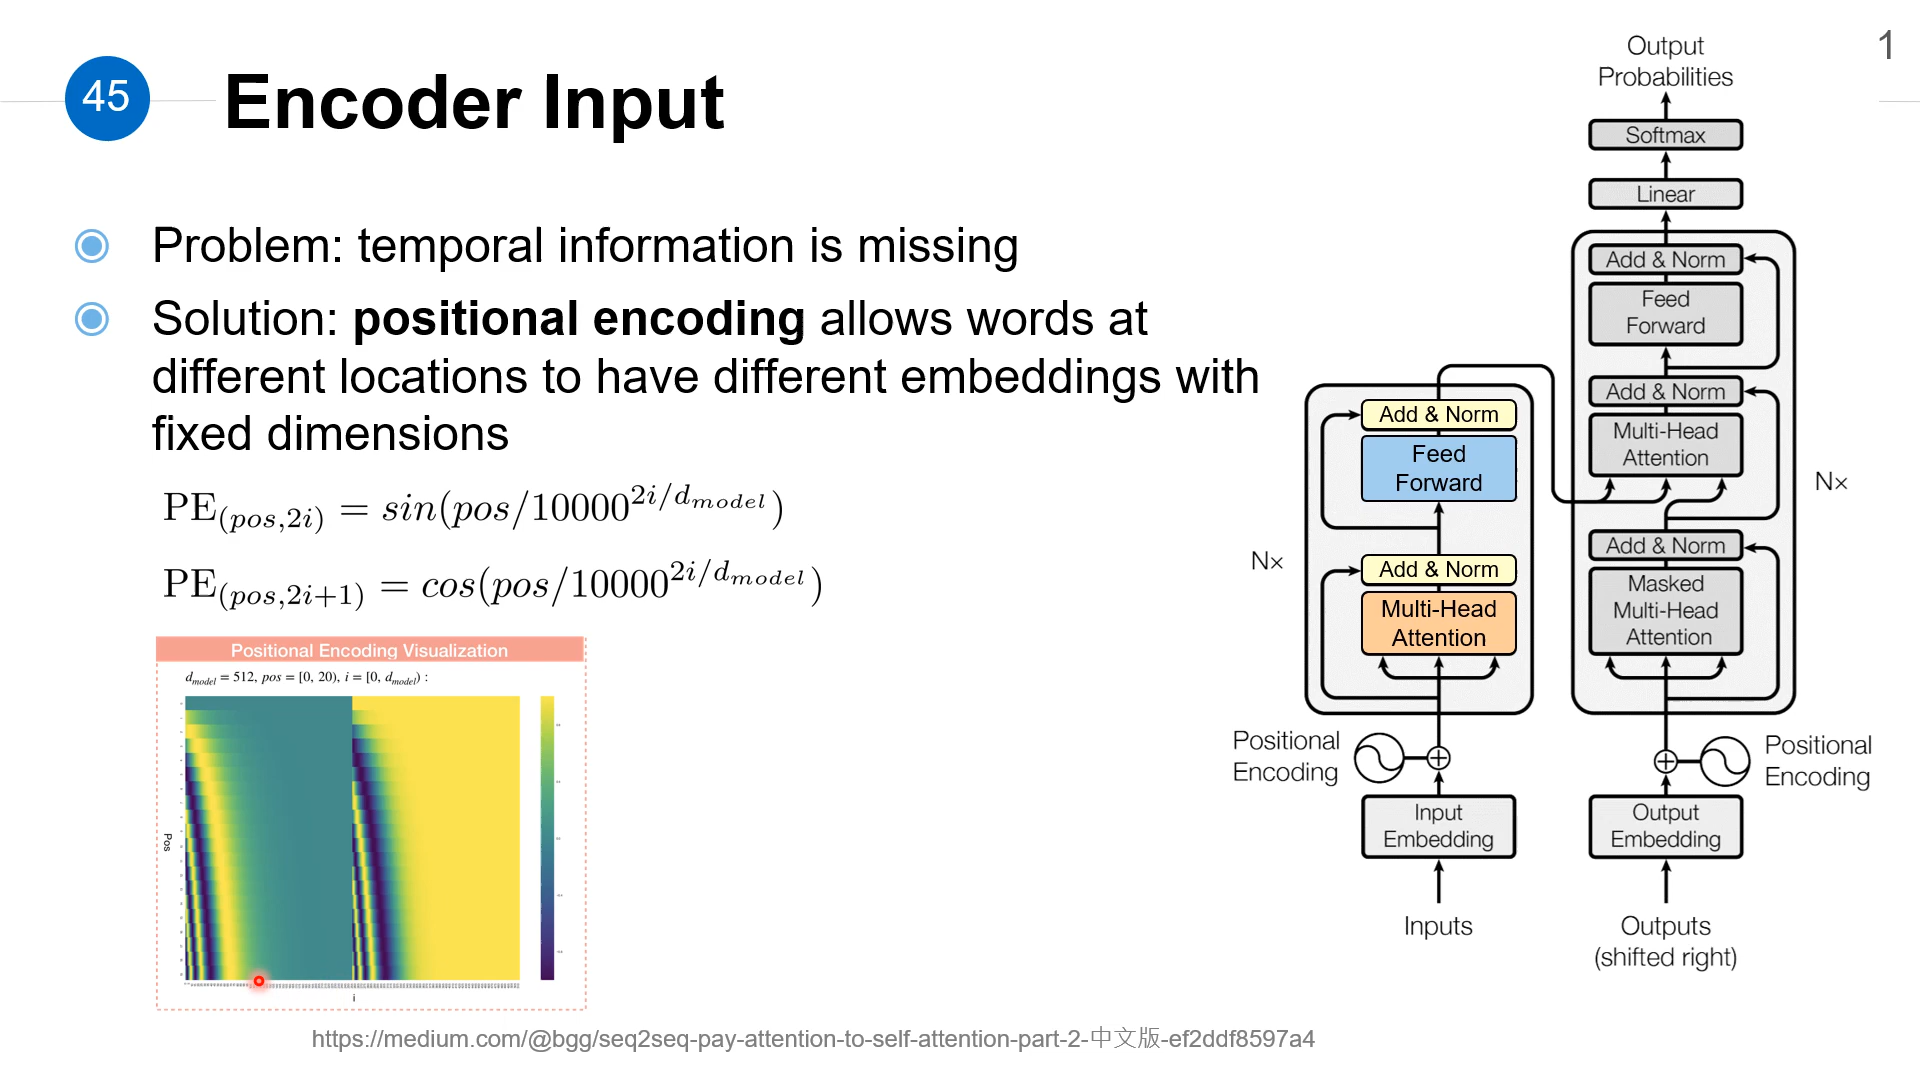 45
Encoder Input
1
Problem: temporal information is missing
Solution: positional encoding allows words at
different locations to have different embeddings with
fixed dimensions
PE(pos,2i) = sin(pos/10000^2i/d_model)
PE(pos,2i+1) = cos(pos/10000^2i/d_model)
Positional Encoding Visualization
d_model = 512, pos = [0, 20), i = [0, d_model) :
Pos
i
Output
Probabilities
Softmax
Linear
Add & Norm
Feed
Forward
Add & Norm
Multi-Head
Attention
N×
Add & Norm
Masked
Multi-Head
Attention
Positional
Encoding
Output
Embedding
Outputs
(shifted right)
Add & Norm
Feed
Forward
N×
Add & Norm
Multi-Head
Attention
Positional
Encoding
Input
Embedding
Inputs
https://medium.com/@bgg/seq2seq-pay-attention-to-self-attention-part-2-中文版-ef2ddf8597a4